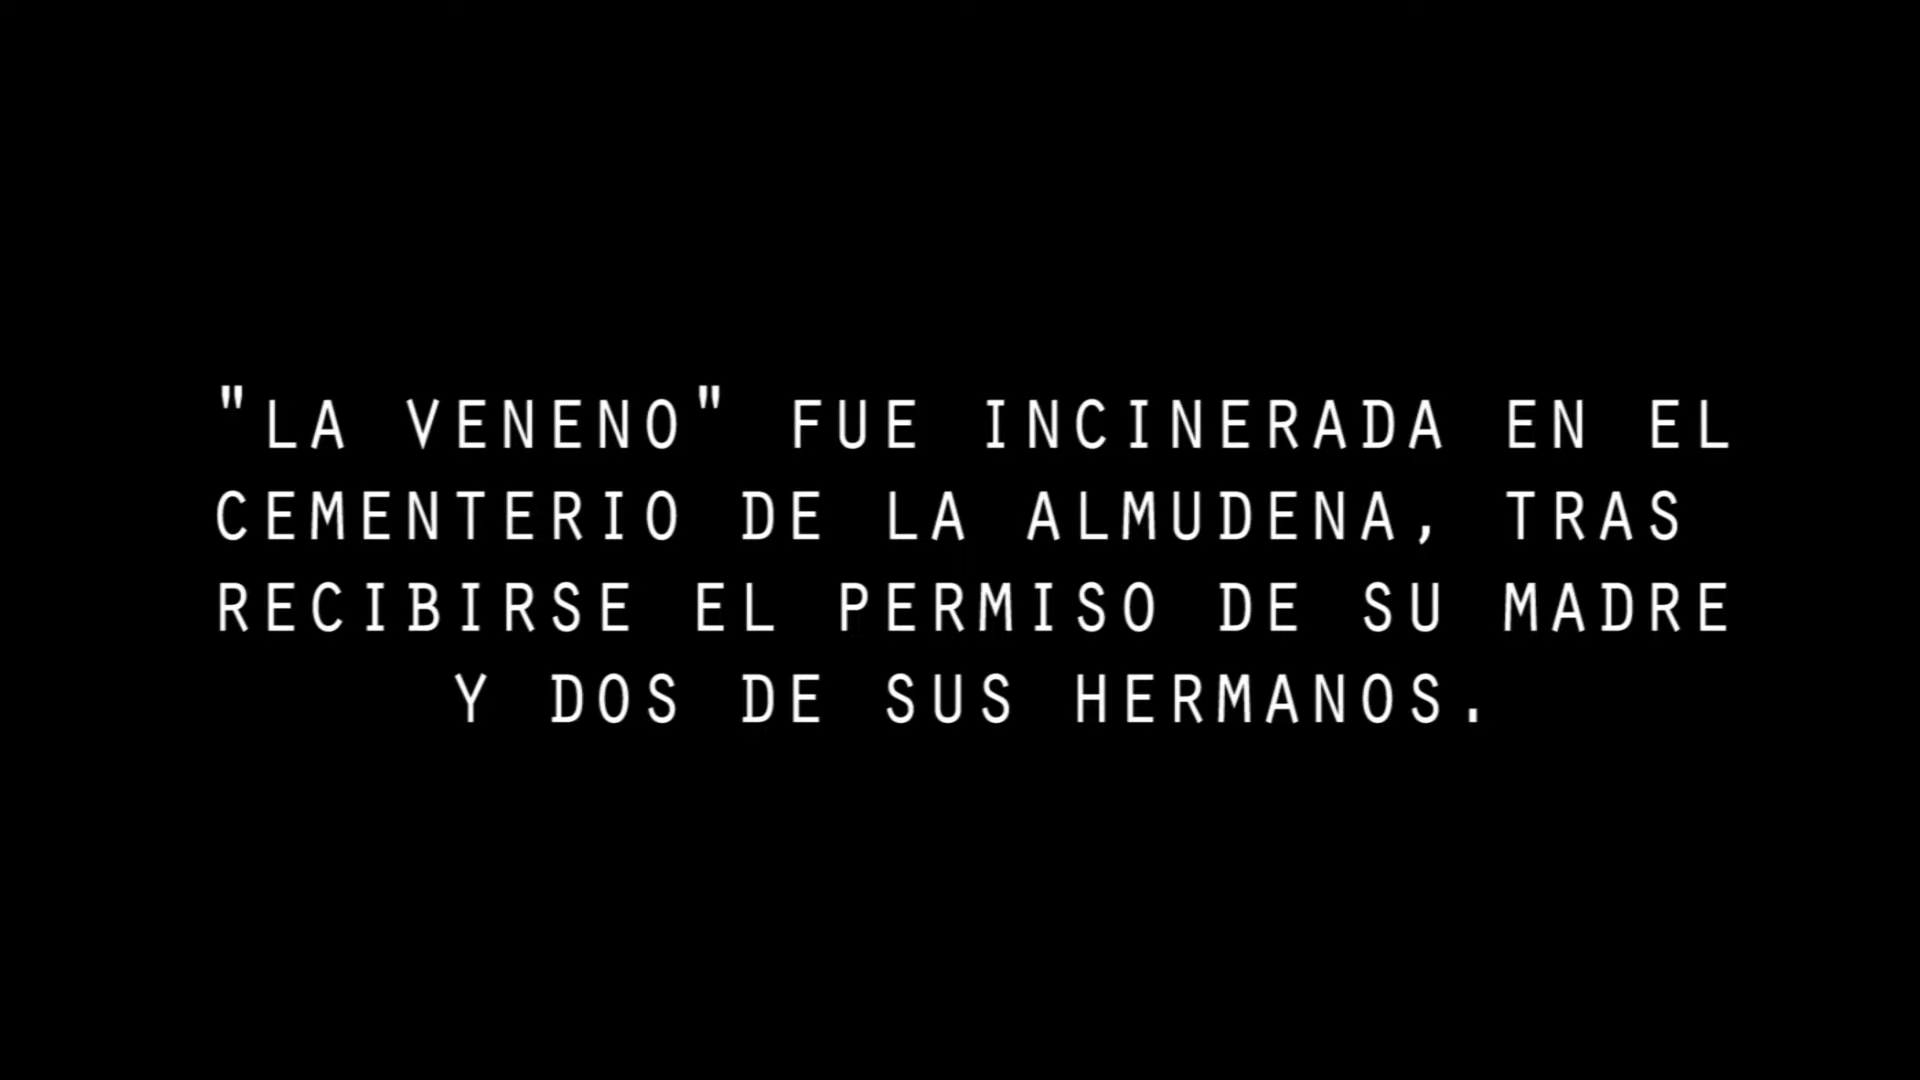 "LA VENENO" FUE INCINERADA EN EL
CEMENTERIO DE LA ALMUDENA, TRAS
RECIBIRSE EL PERMISO DE SU MADRE
Y DOS DE SUS HERMANOS.